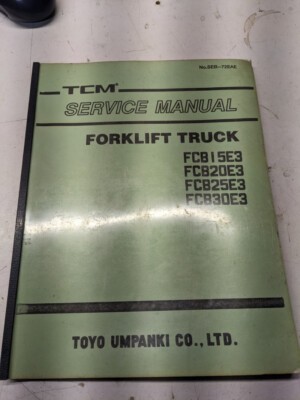 TCM
SERVICE MANUAL
FORKLIFT TRUCK
FCB15E3
FCB20E3
FCB25E3
FCB30E3
TOYO UMPANKI CO., LTD.